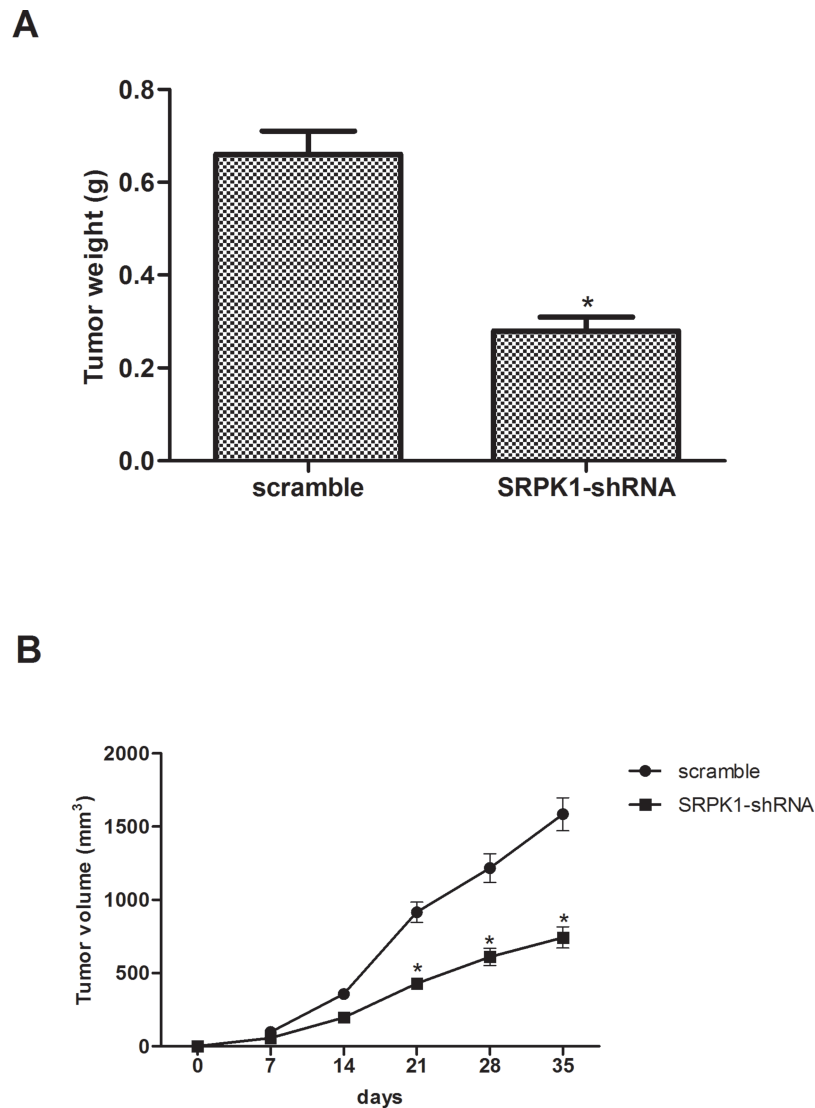 A
Tumor weight (g)
0.8
0.6
0.4
0.2
0.0
*
scramble SRPK1-shRNA
B
Tumor volume (mm³)
2000
1500
1000
500
0
* * *
0 7 14 21 28 35
days
scramble
SRPK1-shRNA